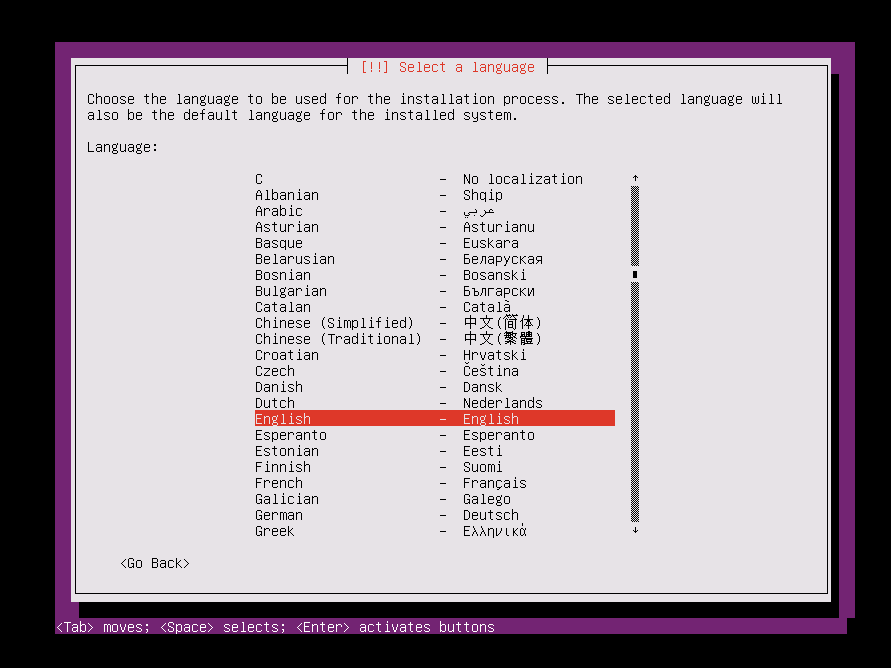 [!!] Select a language
Choose the language to be used for the installation process. The selected language will
also be the default language for the installed system.
Language:
C - No localization ↑
Albanian - Shqip
Arabic - عربي
Asturian - Asturianu
Basque - Euskara
Belarusian - Беларуская
Bosnian - Bosanski
Bulgarian - Български
Catalan - Català
Chinese (Simplified) - 中文(简体)
Chinese (Traditional) - 中文(繁體)
Croatian - Hrvatski
Czech - Čeština
Danish - Dansk
Dutch - Nederlands
English - English
Esperanto - Esperanto
Estonian - Eesti
Finnish - Suomi
French - Français
Galician - Galego
German - Deutsch
Greek - Ελληνικά ↓
<Go Back>
<Tab> moves; <Space> selects; <Enter> activates buttons